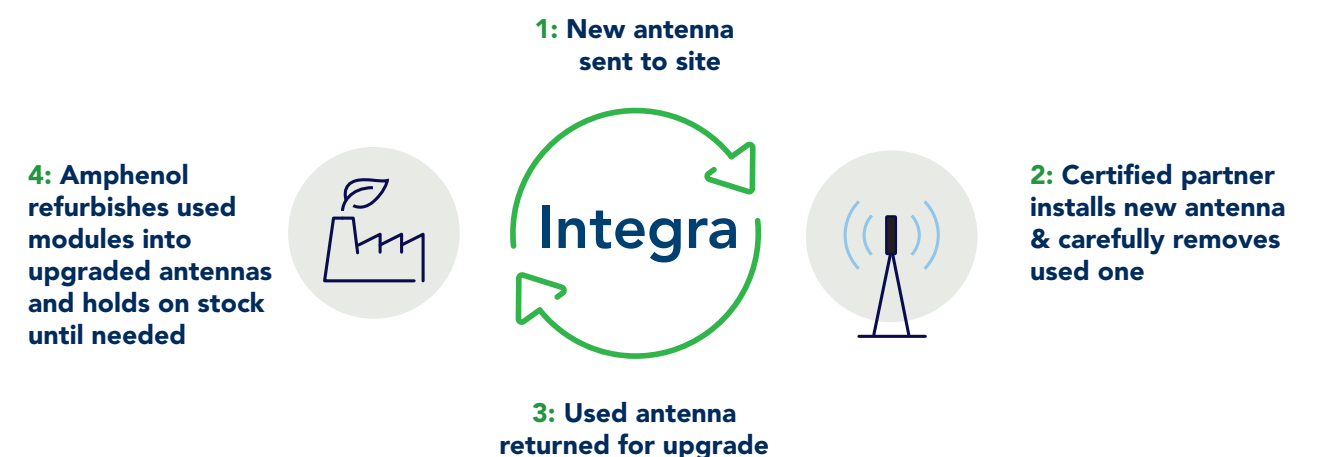 1: New antenna
sent to site
4: Amphenol
refurbishes used
modules into
upgraded antennas
and holds on stock
until needed
Integra
2: Certified partner
installs new antenna
& carefully removes
used one
3: Used antenna
returned for upgrade